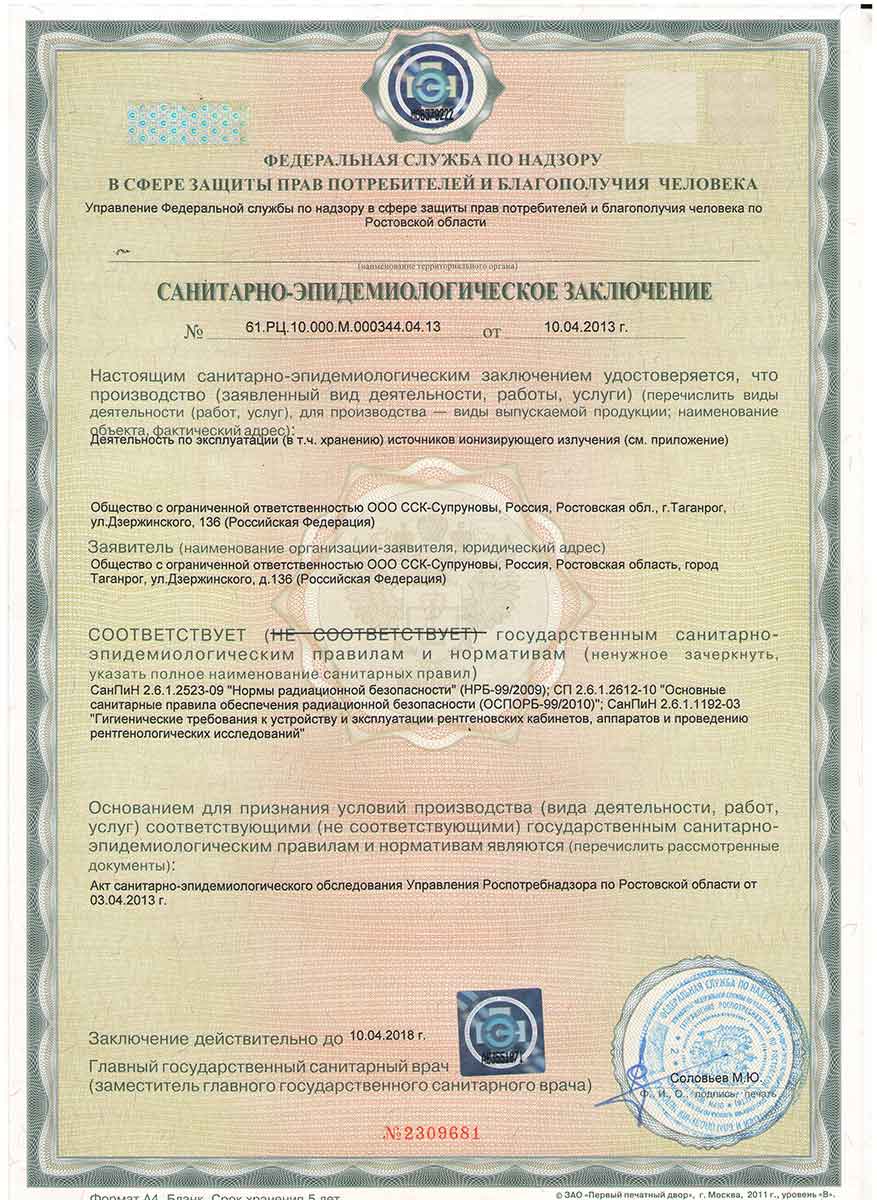 ФЕДЕРАЛЬНАЯ СЛУЖБА ПО НАДЗОРУ
В СФЕРЕ ЗАЩИТЫ ПРАВ ПОТРЕБИТЕЛЕЙ И БЛАГОПОЛУЧИЯ ЧЕЛОВЕКА
Управление Федеральной службы по надзору в сфере защиты прав потребителей и благополучия человека по
Ростовской области
(наименование территориального органа)
САНИТАРНО-ЭПИДЕМИОЛОГИЧЕСКОЕ ЗАКЛЮЧЕНИЕ
№ 61.РЦ.10.000.М.000344.04.13 от 10.04.2013 г.
Настоящим санитарно-эпидемиологическим заключением удостоверяется, что
производство (заявленный вид деятельности, работы, услуги) (перечислить виды
деятельности (работ, услуг), для производства — виды выпускаемой продукции; наименование
объекта, фактический адрес):
Деятельность по эксплуатации (в т.ч. хранению) источников ионизирующего излучения (см. приложение)
Общество с ограниченной ответственностью ООО ССК-Супруновы, Россия, Ростовская обл., г.Таганрог,
ул.Дзержинского, 136 (Российская Федерация)
Заявитель (наименование организации-заявителя, юридический адрес)
Общество с ограниченной ответственностью ООО ССК-Супруновы, Россия, Ростовская область, город
Таганрог, ул.Дзержинского, д.136 (Российская Федерация)
СООТВЕТСТВУЕТ (НЕ СООТВЕТСТВУЕТ) государственным санитарно-
эпидемиологическим правилам и нормативам (ненужное зачеркнуть,
указать полное наименование санитарных правил)
СанПиН 2.6.1.2523-09 "Нормы радиационной безопасности" (НРБ-99/2009); СП 2.6.1.2612-10 "Основные
санитарные правила обеспечения радиационной безопасности (ОСПОРБ-99/2010)"; СанПиН 2.6.1.1192-03
"Гигиенические требования к устройству и эксплуатации рентгеновских кабинетов, аппаратов и проведению
рентгенологических исследований"
Основанием для признания условий производства (вида деятельности, работ,
услуг) соответствующими (не соответствующими) государственным санитарно-
эпидемиологическим правилам и нормативам являются (перечислить рассмотренные
документы):
Акт санитарно-эпидемиологического обследования Управления Роспотребнадзора по Ростовской области от
03.04.2013 г.
Заключение действительно до 10.04.2018 г.
Главный государственный санитарный врач
(заместитель главного государственного санитарного врача)
Соловьев М.Ю.
Ф., И., О., подпись, печать
№2309681
Формат А4. Бланк. Срок хранения 5 лет.
© ЗАО «Первый печатный двор», г. Москва, 2011 г., уровень «В».